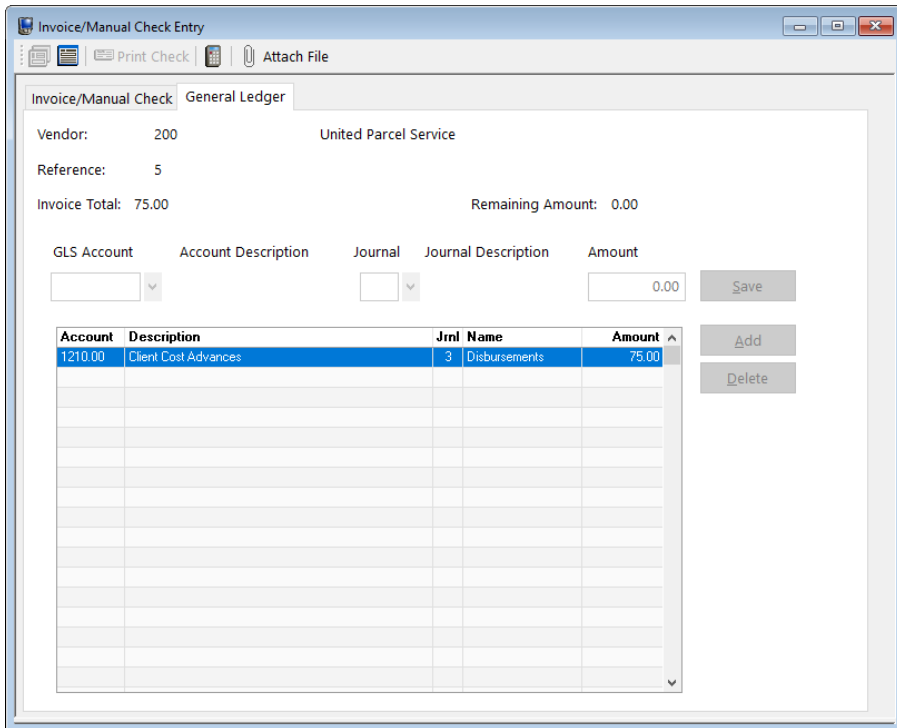 Invoice/Manual Check Entry
Print Check Attach File
Invoice/Manual Check General Ledger
Vendor: 200 United Parcel Service
Reference: 5
Invoice Total: 75.00 Remaining Amount: 0.00
GLS Account Account Description Journal Journal Description Amount
0.00 Save
Account Description Jrnl Name Amount
Add
1210.00 Client Cost Advances 3 Disbursements 75.00
Delete